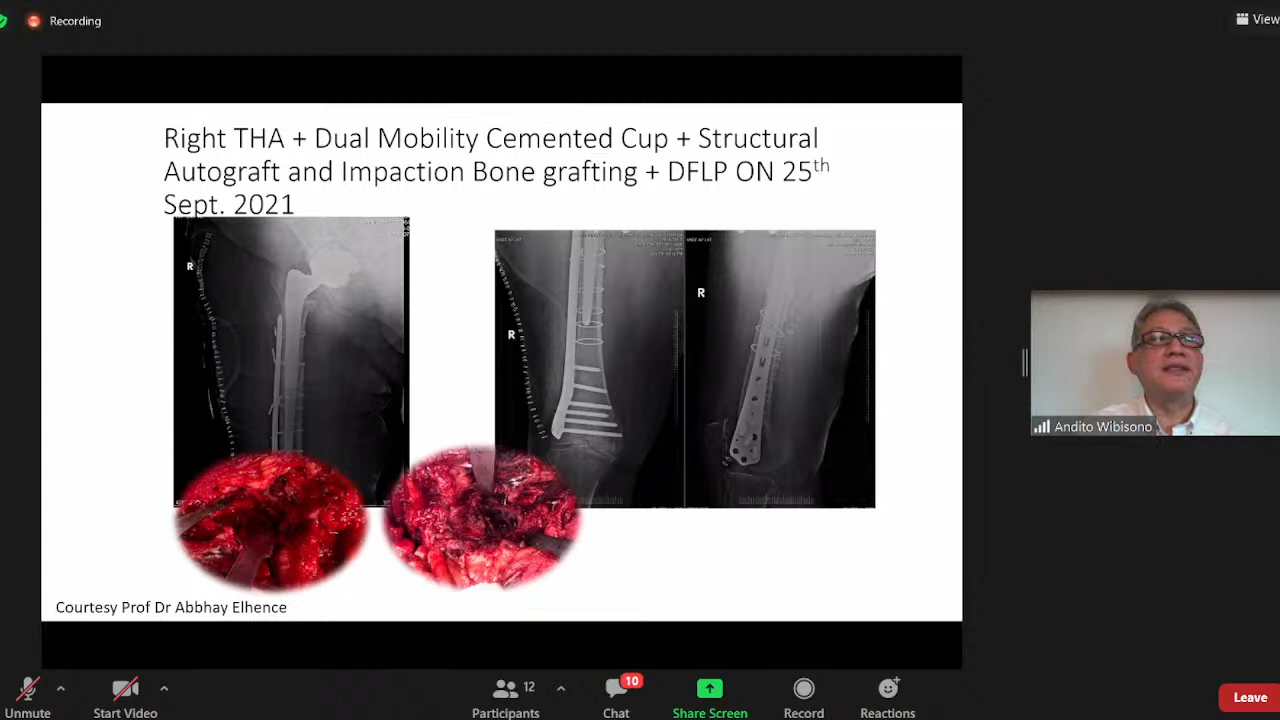 Recording
View
Right THA + Dual Mobility Cemented Cup + Structural
Autograft and Impaction Bone grafting + DFLP ON 25th
Sept. 2021
R
R
R
Courtesy Prof Dr Abbhay Elhence
Andito Wibisono
Unmute
Start Video
12
Participants
10
Chat
Share Screen
Record
Reactions
Leave